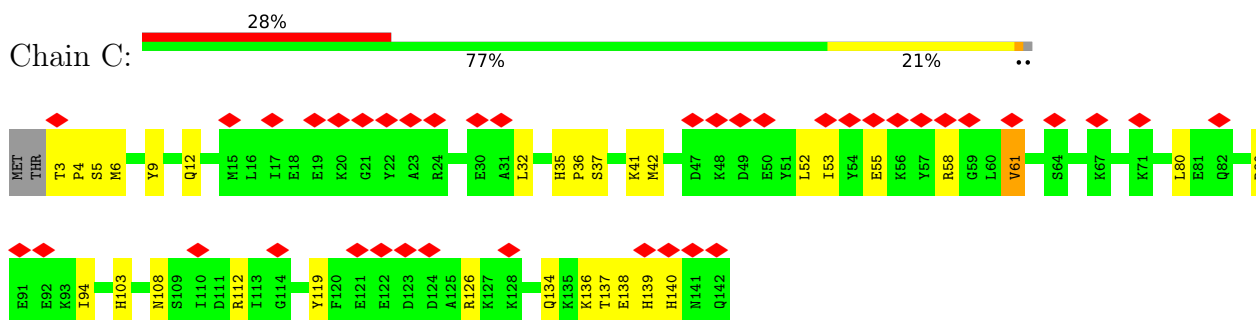 28%
Chain C:
77% 21% ••
MET THR T3 P4 S5 M6 Y9 Q12 M15 L16 I17 E18 E19 K20 G21 Y22 A23 R24 E30 A31 L32 H35 P36 S37 K41 M42 D47 K48 D49 E50 Y51 L52 I53 Y54 E55 K56 Y57 R58 G59 L60 V61 S64 K67 K71 L80 E81 Q82
E91 E92 K93 I94 H103 N108 S109 I110 D111 R112 I113 G114 Y119 F120 E121 E122 D123 D124 A125 R126 K127 K128 Q134 K135 K136 T137 E138 H139 H140 N141 Q142